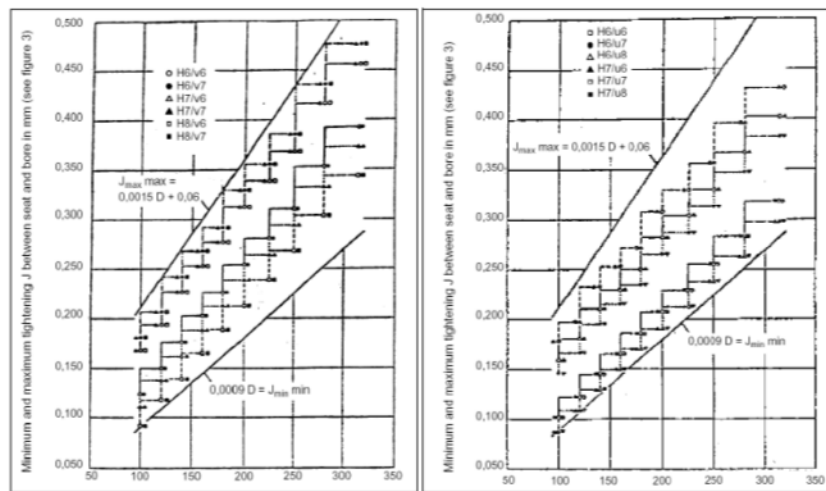 Minimum and maximum tightening J between seat and bore in mm (see figure 3)
0,500
0,450
0,400
0,350
0,300
0,250
0,200
0,150
0,100
0,050
H6/v6
H6/v7
H7/v6
H7/v7
H8/v6
H8/v7
Jmax max =
0,0015 D + 0,06
0,0009 D = Jmin min
50 100 150 200 250 300 350
Minimum and maximum tightening J between seat and bore in mm (see figure 3)
0,500
0,450
0,400
0,350
0,300
0,250
0,200
0,150
0,100
0,050
H6/u6
H6/u7
H6/u8
H7/u6
H7/u7
H7/u8
Jmax max = 0,0015 D + 0,06
0,0009 D = Jmin min
50 100 150 200 250 300 350